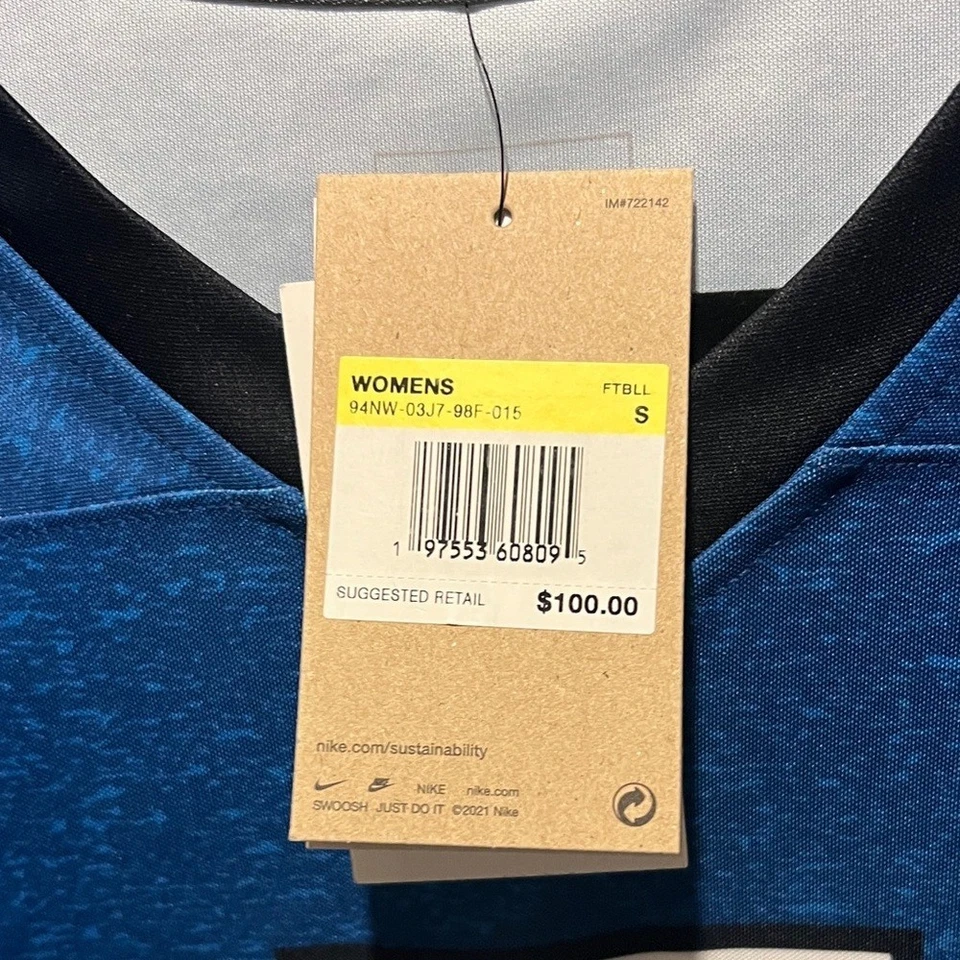 IM#722142
WOMENS FTBLL
94NW-03J7-98F-015 S
1 97553 60809 5
SUGGESTED RETAIL $100.00
nike.com/sustainability
NIKE nike.com
SWOOSH JUST DO IT ©2021 Nike